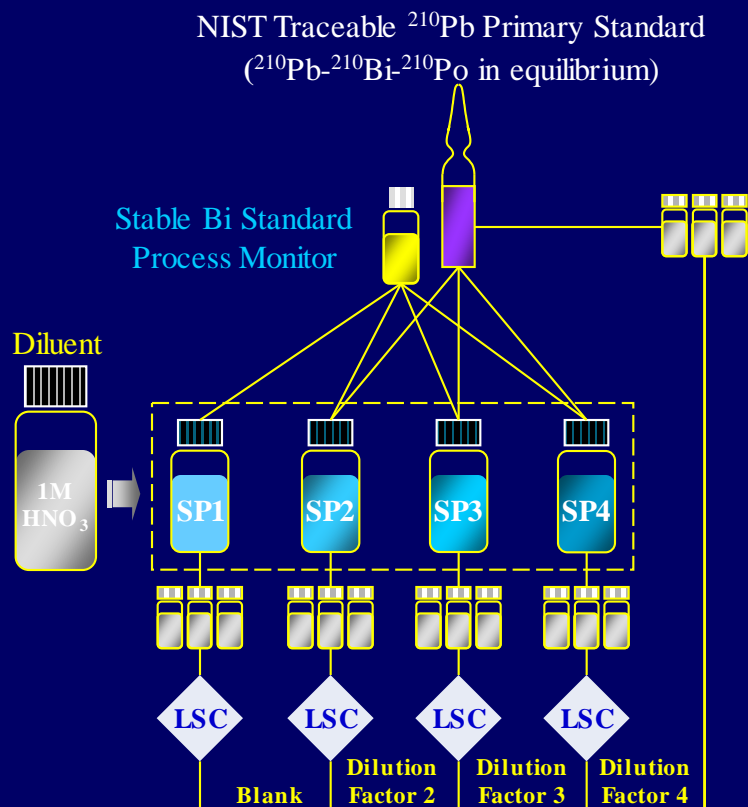 NIST Traceable ²¹⁰Pb Primary Standard
(²¹⁰Pb-²¹⁰Bi-²¹⁰Po in equilibrium)
Stable Bi Standard
Process Monitor
Diluent
1M
HNO₃
SP1 SP2 SP3 SP4
LSC LSC LSC LSC
Blank
Dilution
Factor 2
Dilution
Factor 3
Dilution
Factor 4